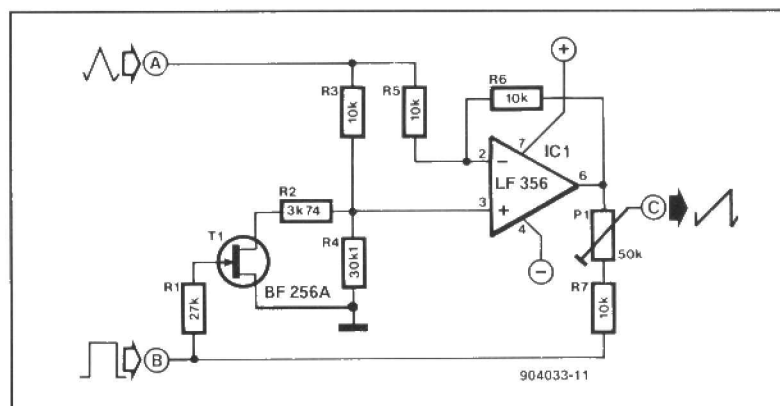 A
R3
10k
R5
10k
R6
10k
+
7
IC1
2
−
LF 356
6
3
+
4
−
C
P1
50k
R2
3k74
T1
R4
30k1
BF 256A
R1
27k
R7
10k
B
904033-11